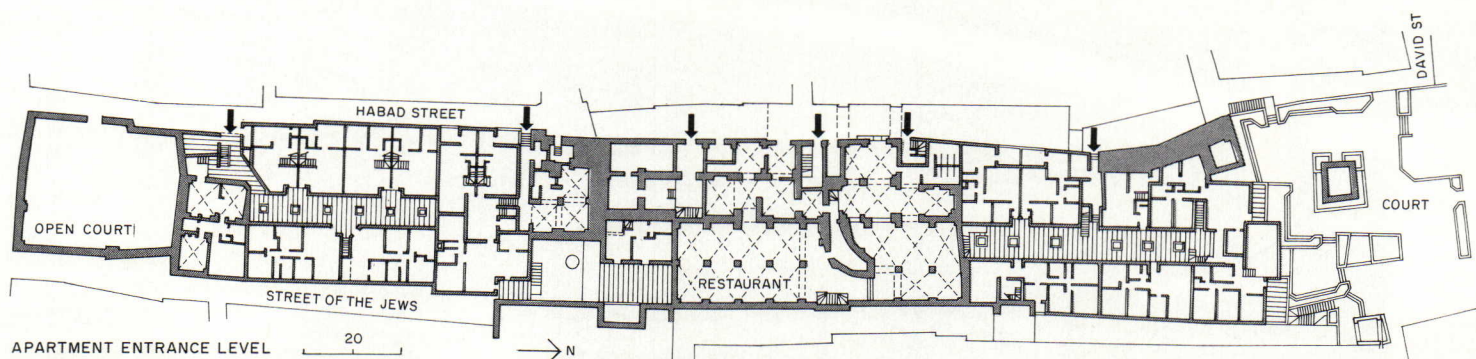 DAVID ST
HABAD STREET
OPEN COURT
COURT
RESTAURANT
STREET OF THE JEWS
APARTMENT ENTRANCE LEVEL
20
N